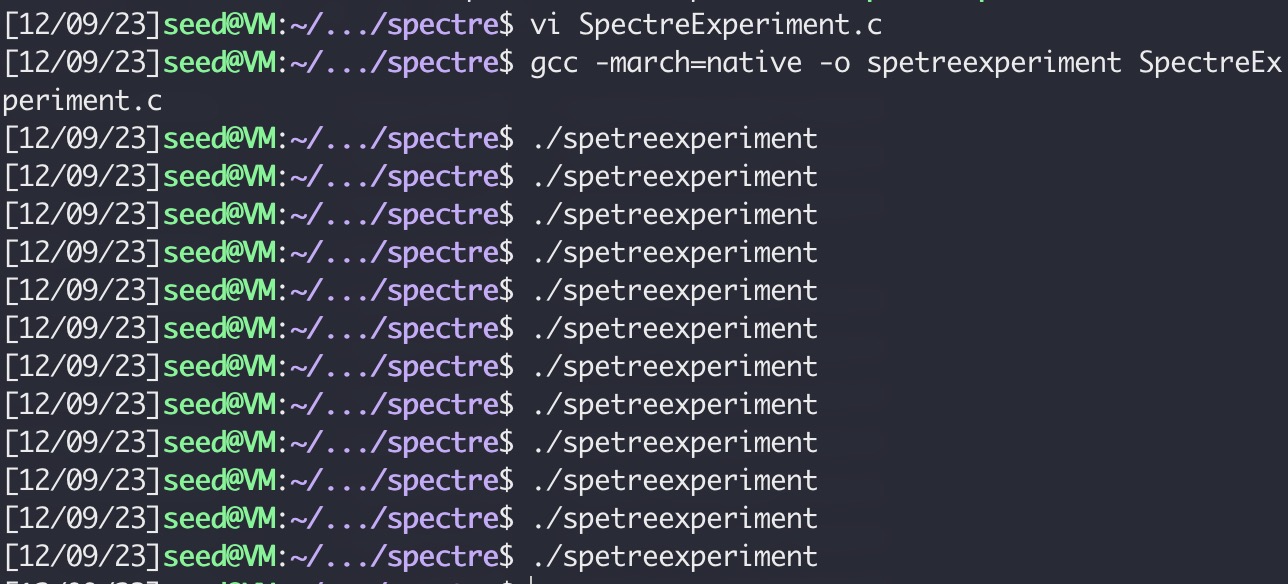 [12/09/23]seed@VM:~/.../spectre$ vi SpectreExperiment.c
[12/09/23]seed@VM:~/.../spectre$ gcc -march=native -o spetreexperiment SpectreEx
periment.c
[12/09/23]seed@VM:~/.../spectre$ ./spetreexperiment
[12/09/23]seed@VM:~/.../spectre$ ./spetreexperiment
[12/09/23]seed@VM:~/.../spectre$ ./spetreexperiment
[12/09/23]seed@VM:~/.../spectre$ ./spetreexperiment
[12/09/23]seed@VM:~/.../spectre$ ./spetreexperiment
[12/09/23]seed@VM:~/.../spectre$ ./spetreexperiment
[12/09/23]seed@VM:~/.../spectre$ ./spetreexperiment
[12/09/23]seed@VM:~/.../spectre$ ./spetreexperiment
[12/09/23]seed@VM:~/.../spectre$ ./spetreexperiment
[12/09/23]seed@VM:~/.../spectre$ ./spetreexperiment
[12/09/23]seed@VM:~/.../spectre$ ./spetreexperiment
[12/09/23]seed@VM:~/.../spectre$ ./spetreexperiment